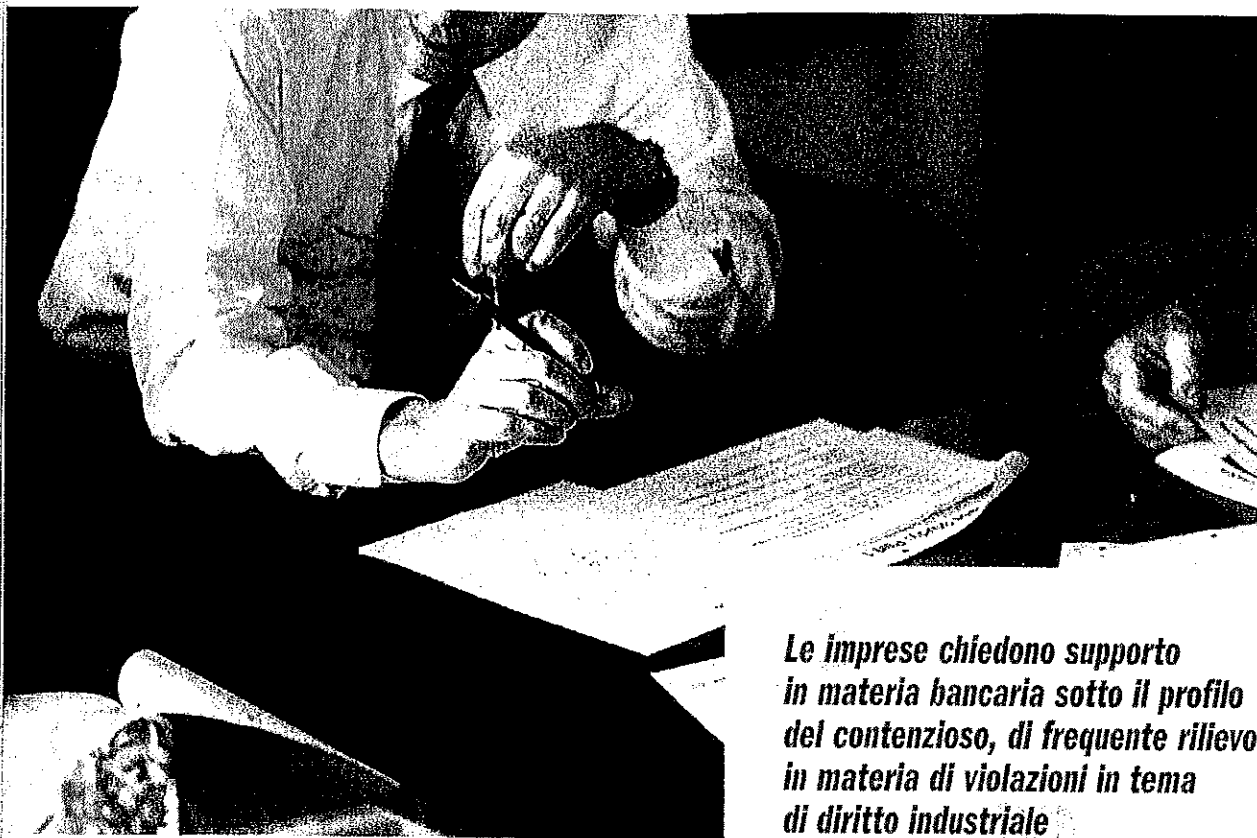 Le imprese chiedono supporto
in materia bancaria sotto il profilo
del contenzioso, di frequente rilievo
in materia di violazioni in tema
di diritto industriale